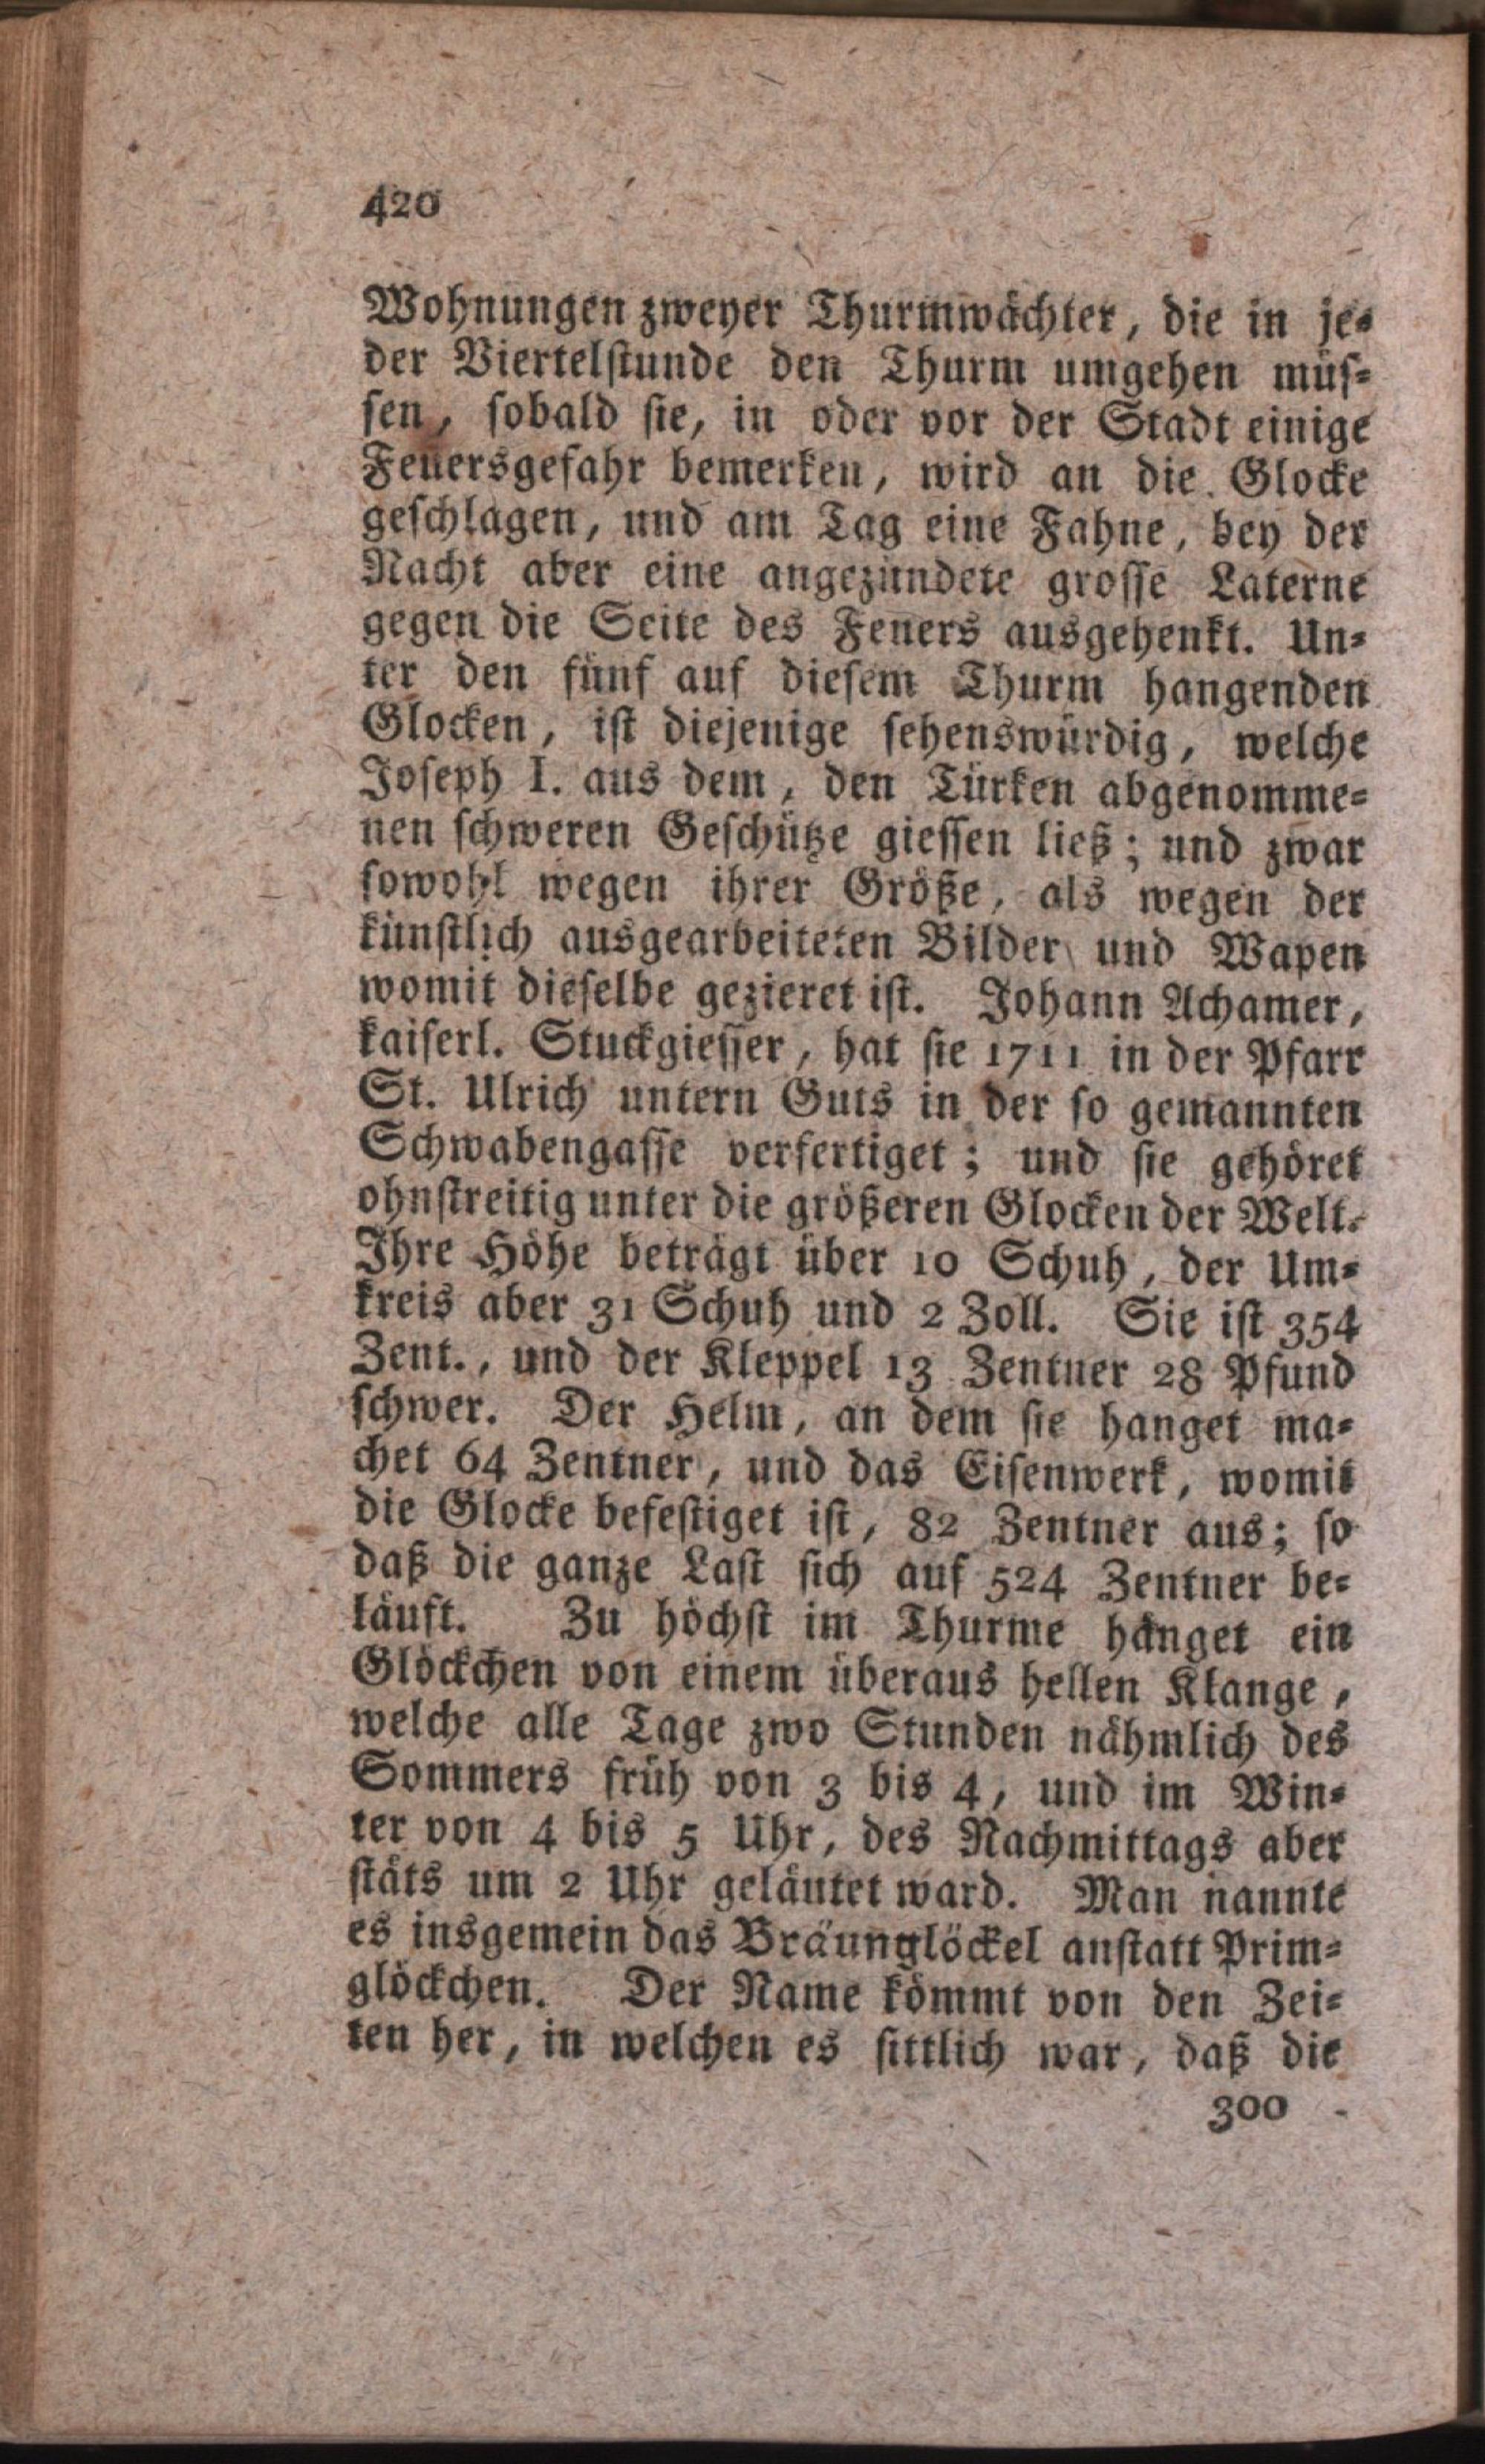 420
Wohnungen zweyer Thurmwächter, die in je-
der Viertelstunde den Thurm umgehen müs-
sen, sobald sie, in oder vor der Stadt einige
Feuersgefahr bemerken, wird an die Glocke
geschlagen, und am Tag eine Fahne, bey der
Nacht aber eine angezündete grosse Laterne
gegen die Seite des Feuers ausgehenkt. Un-
ter den fünf auf diesem Thurm hangenden
Glocken, ist diejenige sehenswürdig, welche
Joseph I. aus dem, den Türken abgenomme-
nen schweren Geschütze giessen ließ; und zwar
sowohl wegen ihrer Größe, als wegen der
künstlich ausgearbeiteten Bilder und Wapen
womit dieselbe gezieret ist. Johann Achamer,
kaiserl. Stuckgiesser, hat sie 1711 in der Pfarr
St. Ulrich untern Guts in der so gemannten
Schwabengasse verfertiget; und sie gehöret
ohnstreitig unter die größeren Glocken der Welt.
Ihre Höhe beträgt über 10 Schuh, der Um-
kreis aber 31 Schuh und 2 Zoll. Sie ist 354
Zent., und der Kleppel 13 Zentner 28 Pfund
schwer. Der Helm, an dem sie hanget ma-
chet 64 Zentner, und das Eisenwerk, womit
die Glocke befestiget ist, 82 Zentner aus; so
daß die ganze Last sich auf 524 Zentner be-
läuft. Zu höchst im Thurme hänget ein
Glöckchen von einem überaus hellen Klange,
welche alle Tage zwo Stunden nähmlich des
Sommers früh von 3 bis 4, und im Win-
ter von 4 bis 5 Uhr, des Nachmittags aber
stäts um 2 Uhr geläutet ward. Man nannte
es insgemein das Bräunglöckel anstatt Prim-
glöckchen. Der Name kömmt von den Zei-
ten her, in welchen es sittlich war, daß die
300